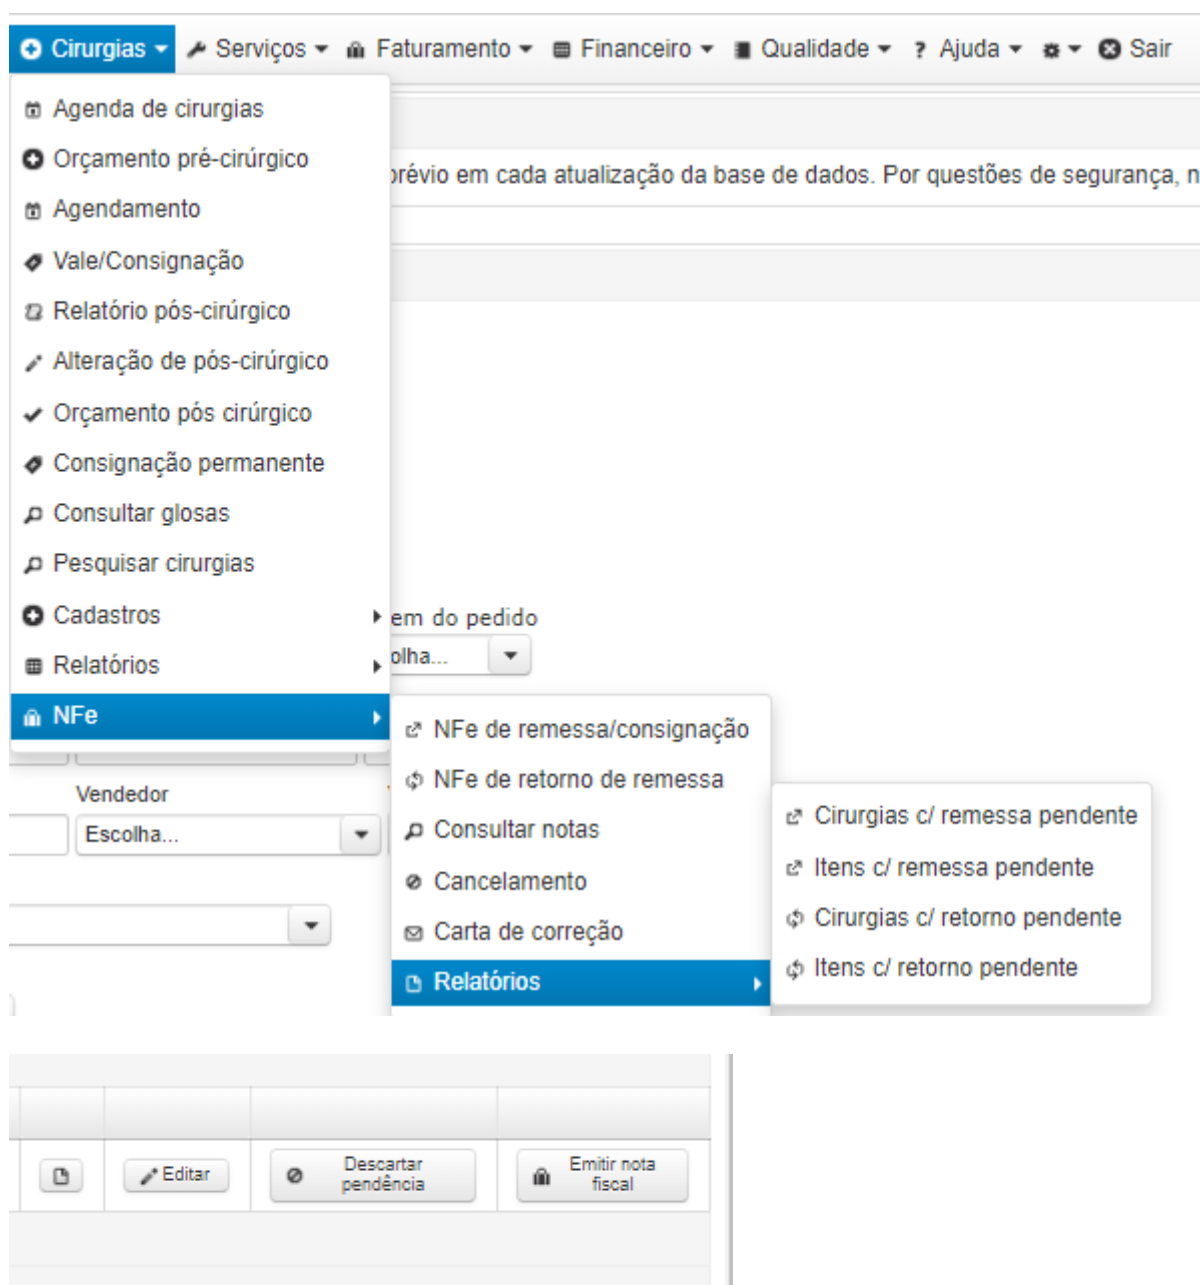 Cirurgias Serviços Faturamento Financeiro Qualidade ? Ajuda Sair
Agenda de cirurgias
Orçamento pré-cirúrgico
prévio em cada atualização da base de dados. Por questões de segurança, n
Agendamento
Vale/Consignação
Relatório pós-cirúrgico
Alteração de pós-cirúrgico
Orçamento pós cirúrgico
Consignação permanente
Consultar glosas
Pesquisar cirurgias
Cadastros
em do pedido
Relatórios
olha...
NFe
NFe de remessa/consignação
NFe de retorno de remessa
Vendedor
Cirurgias c/ remessa pendente
Consultar notas
Escolha...
Itens c/ remessa pendente
Cancelamento
Cirurgias c/ retorno pendente
Carta de correção
Itens c/ retorno pendente
Relatórios
Editar
Descartar
pendência
Emitir nota
fiscal